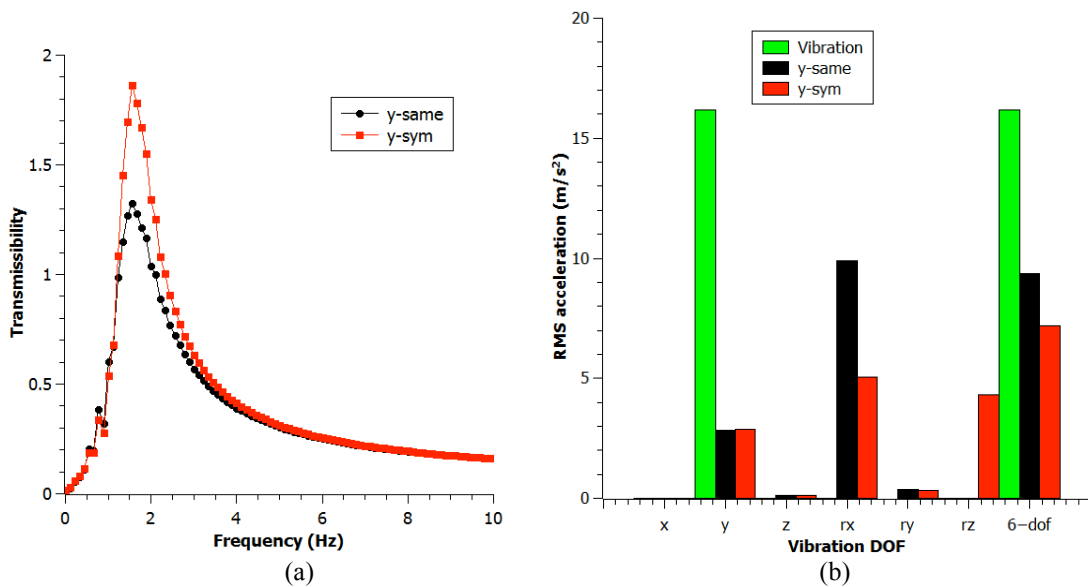 2
1.5
1
0.5
0
Transmissibility
0 2 4 6 8 10
Frequency (Hz)
y-same
y-sym
(a)
20
15
10
5
0
RMS acceleration (m/s²)
Vibration
y-same
y-sym
x y z rx ry rz 6−dof
Vibration DOF
(b)